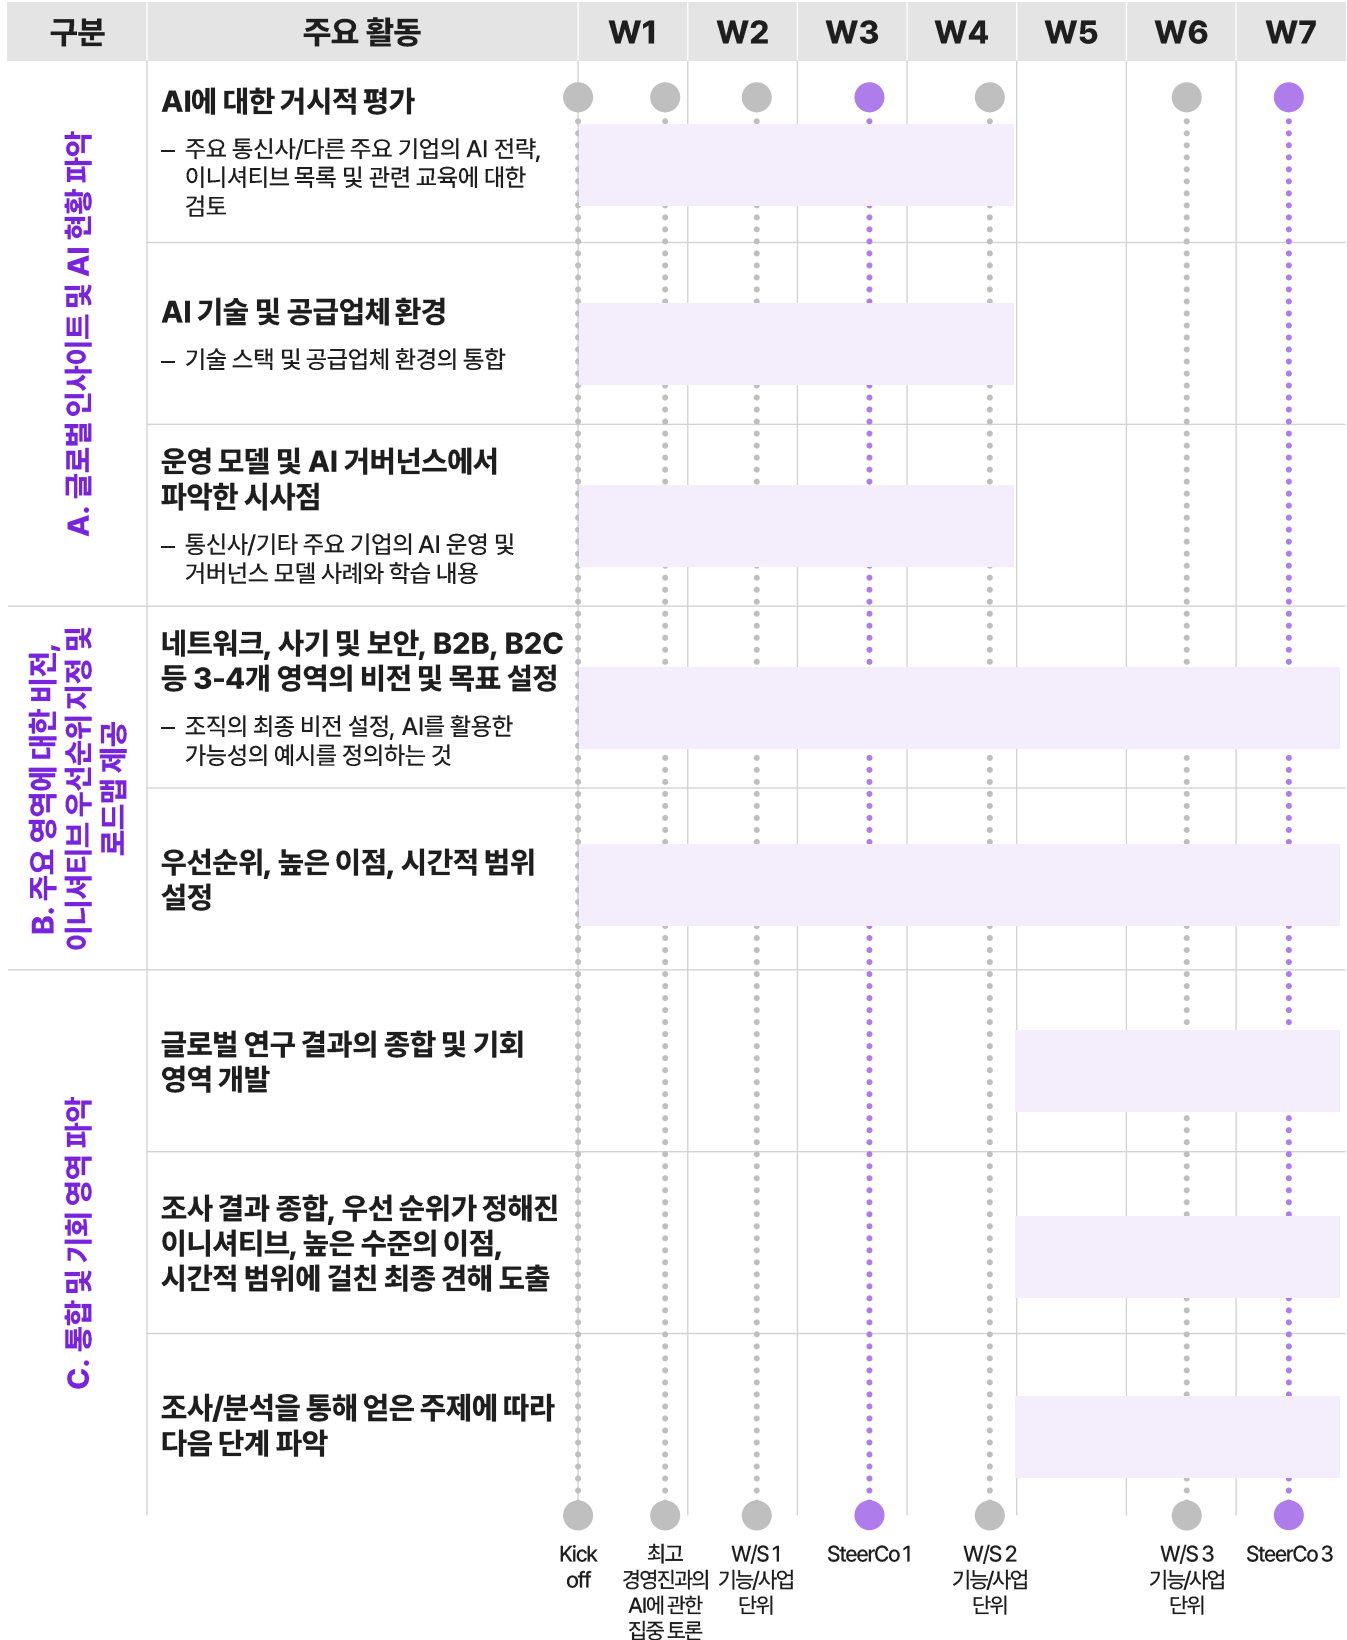 구분
주요 활동
W1
W2
W3
W4
W5
W6
W7
A. 글로벌 인사이트 및 AI 현황 파악
AI에 대한 거시적 평가
– 주요 통신사/다른 주요 기업의 AI 전략,
이니셔티브 목록 및 관련 교육에 대한
검토
AI 기술 및 공급업체 환경
– 기술 스택 및 공급업체 환경의 통합
운영 모델 및 AI 거버넌스에서
파악한 시사점
– 통신사/기타 주요 기업의 AI 운영 및
거버넌스 모델 사례와 학습 내용
B. 주요 영역에 대한 비전,
이니셔티브 우선순위 지정 및
로드맵 제공
네트워크, 사기 및 보안, B2B, B2C
등 3-4개 영역의 비전 및 목표 설정
– 조직의 최종 비전 설정, AI를 활용한
가능성의 예시를 정의하는 것
우선순위, 높은 이점, 시간적 범위
설정
C. 통합 및 기회 영역 파악
글로벌 연구 결과의 종합 및 기회
영역 개발
조사 결과 종합, 우선 순위가 정해진
이니셔티브, 높은 수준의 이점,
시간적 범위에 걸친 최종 견해 도출
조사/분석을 통해 얻은 주제에 따라
다음 단계 파악
Kick
off
최고
경영진과의
AI에 관한
집중 토론
W/S 1
기능/사업
단위
SteerCo 1
W/S 2
기능/사업
단위
W/S 3
기능/사업
단위
SteerCo 3